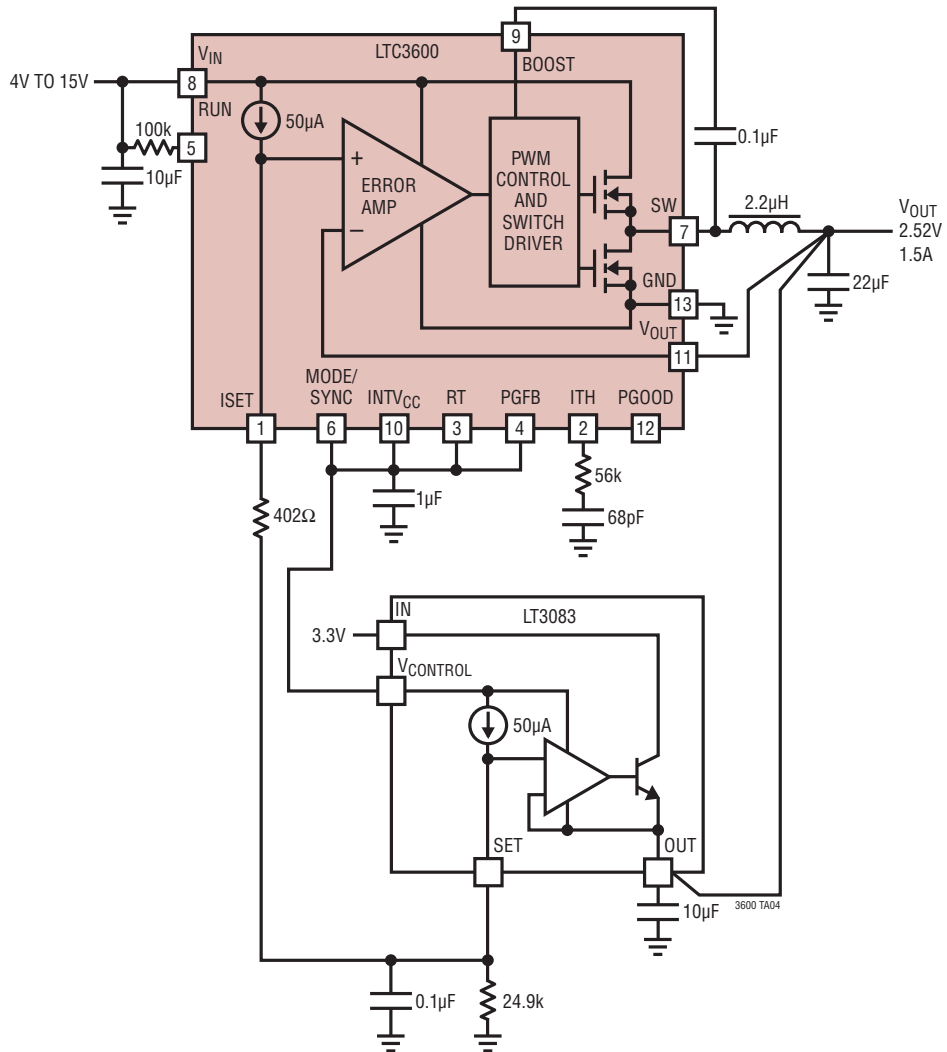 9
LTC3600
BOOST
VIN
4V TO 15V
8
RUN
50µA
100k
5
10µF
+
ERROR
AMP
–
PWM
CONTROL
AND
SWITCH
DRIVER
0.1µF
SW
7
2.2µH
VOUT
2.52V
1.5A
22µF
GND
13
VOUT
11
ISET
MODE/
SYNC
INTVCC
RT
PGFB
ITH
PGOOD
1
6
10
3
4
2
12
402Ω
1µF
56k
68pF
IN
LT3083
3.3V
VCONTROL
50µA
SET
OUT
10µF
3600 TA04
0.1µF
24.9k